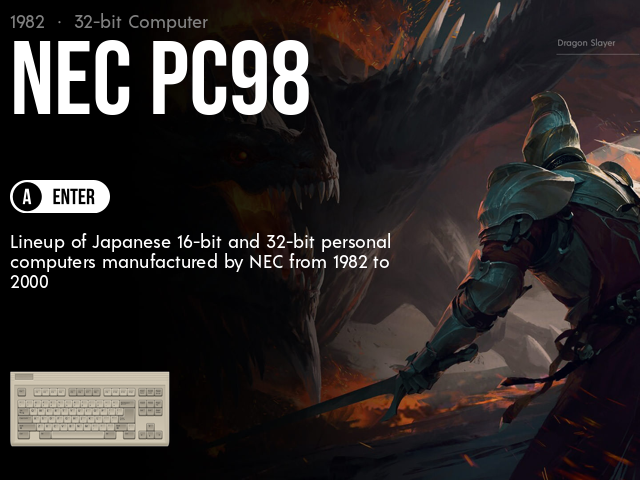 1982 · 32-bit Computer
NEC PC98
Dragon Slayer
A ENTER
Lineup of Japanese 16-bit and 32-bit personal
computers manufactured by NEC from 1982 to
2000